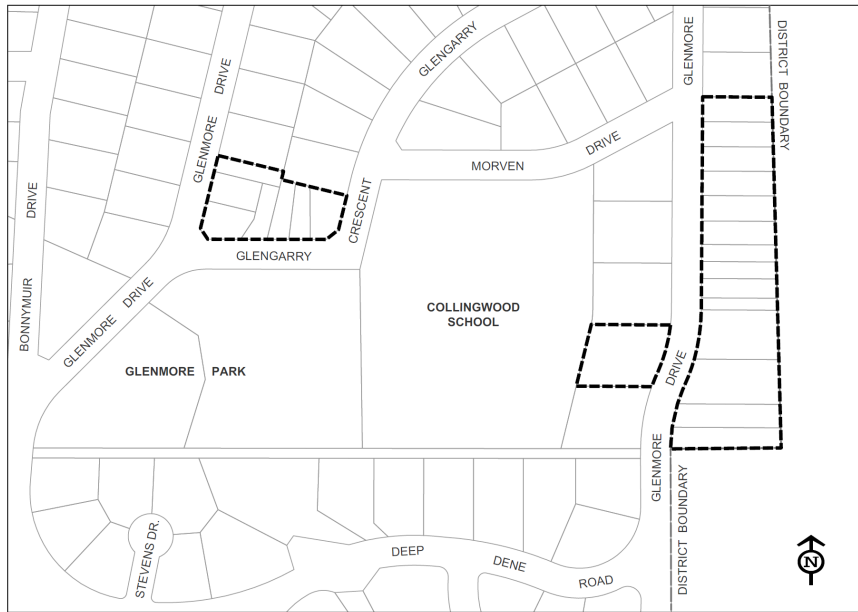 GLENMORE
DISTRICT BOUNDARY
GLENGARRY
DRIVE
GLENMORE
DRIVE
MORVEN
DRIVE
CRESCENT
BONNYMUIR
GLENGARRY
GLENMORE DRIVE
COLLINGWOOD
SCHOOL
GLENMORE PARK
DRIVE
GLENMORE
DISTRICT BOUNDARY
STEVENS DR.
DEEP
DENE
ROAD
N